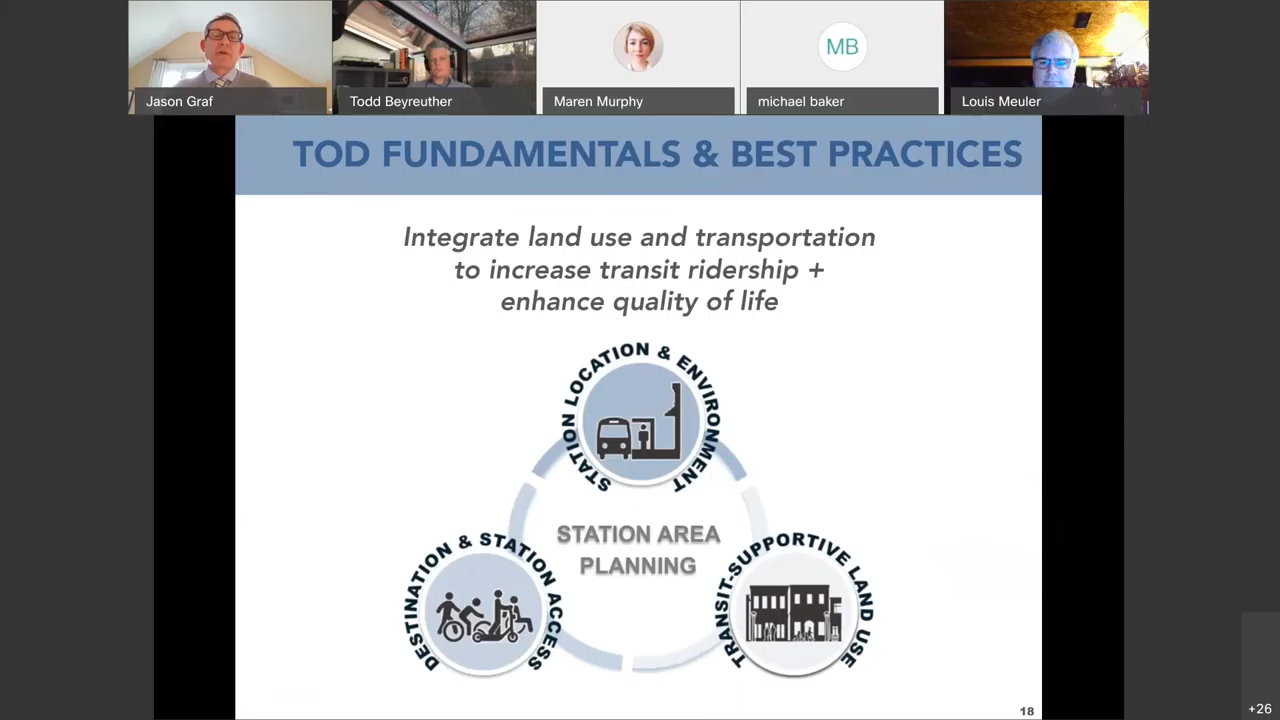 Jason Graf
Todd Beyreuther
Maren Murphy
MB
michael baker
Louis Meuler
TOD FUNDAMENTALS & BEST PRACTICES
Integrate land use and transportation
to increase transit ridership +
enhance quality of life
STATION LOCATION & ENVIRONMENT
STATION AREA
PLANNING
DESTINATION & STATION ACCESS
TRANSIT-SUPPORTIVE LAND USE
18
+26